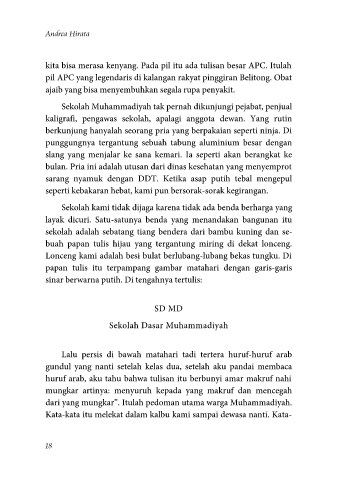 Andrea Hirata
kita bisa merasa kenyang. Pada pil itu ada tulisan besar APC. Itulah
pil APC yang legendaris di kalangan rakyat pinggiran Belitong. Obat
ajaib yang bisa menyembuhkan segala rupa penyakit.
Sekolah Muhammadiyah tak pernah dikunjungi pejabat, penjual
kaligrafi, pengawas sekolah, apalagi anggota dewan. Yang rutin
berkunjung hanyalah seorang pria yang berpakaian seperti ninja. Di
punggungnya tergantung sebuah tabung aluminium besar dengan
slang yang menjalar ke sana kemari. Ia seperti akan berangkat ke
bulan. Pria ini adalah utusan dari dinas kesehatan yang menyemprot
sarang nyamuk dengan DDT. Ketika asap putih tebal mengepul
seperti kebakaran hebat, kami pun bersorak-sorak kegirangan.
Sekolah kami tidak dijaga karena tidak ada benda berharga yang
layak dicuri. Satu-satunya benda yang menandakan bangunan itu
sekolah adalah sebatang tiang bendera dari bambu kuning dan se-
buah papan tulis hijau yang tergantung miring di dekat lonceng.
Lonceng kami adalah besi bulat berlubang-lubang bekas tungku. Di
papan tulis itu terpampang gambar matahari dengan garis-garis
sinar berwarna putih. Di tengahnya tertulis:
SD MD
Sekolah Dasar Muhammadiyah
Lalu persis di bawah matahari tadi tertera huruf-huruf arab
gundul yang nanti setelah kelas dua, setelah aku pandai membaca
huruf arab, aku tahu bahwa tulisan itu berbunyi amar makruf nahi
mungkar artinya: menyuruh kepada yang makruf dan mencegah
dari yang mungkar". Itulah pedoman utama warga Muhammadiyah.
Kata-kata itu melekat dalam kalbu kami sampai dewasa nanti. Kata-
18